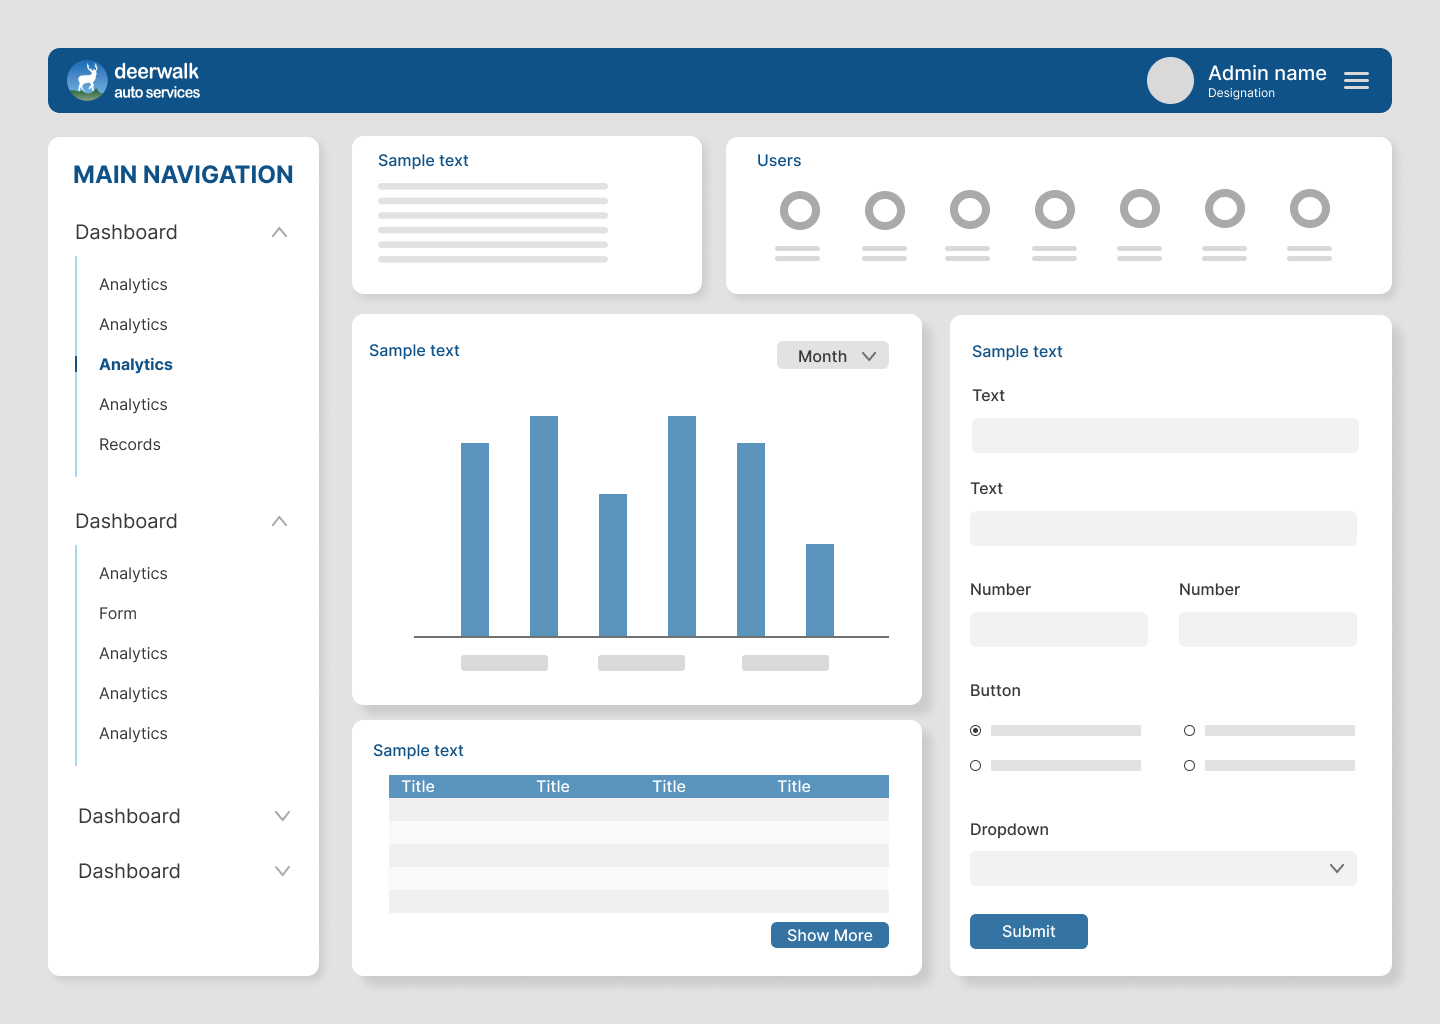 deerwalk
auto services
Admin name
Designation
MAIN NAVIGATION
Dashboard
Analytics
Analytics
Analytics
Analytics
Records
Dashboard
Analytics
Form
Analytics
Analytics
Analytics
Dashboard
Dashboard
Sample text
Users
Sample text
Month
Sample text
Title Title Title Title
Show More
Sample text
Text
Text
Number Number
Button
Dropdown
Submit